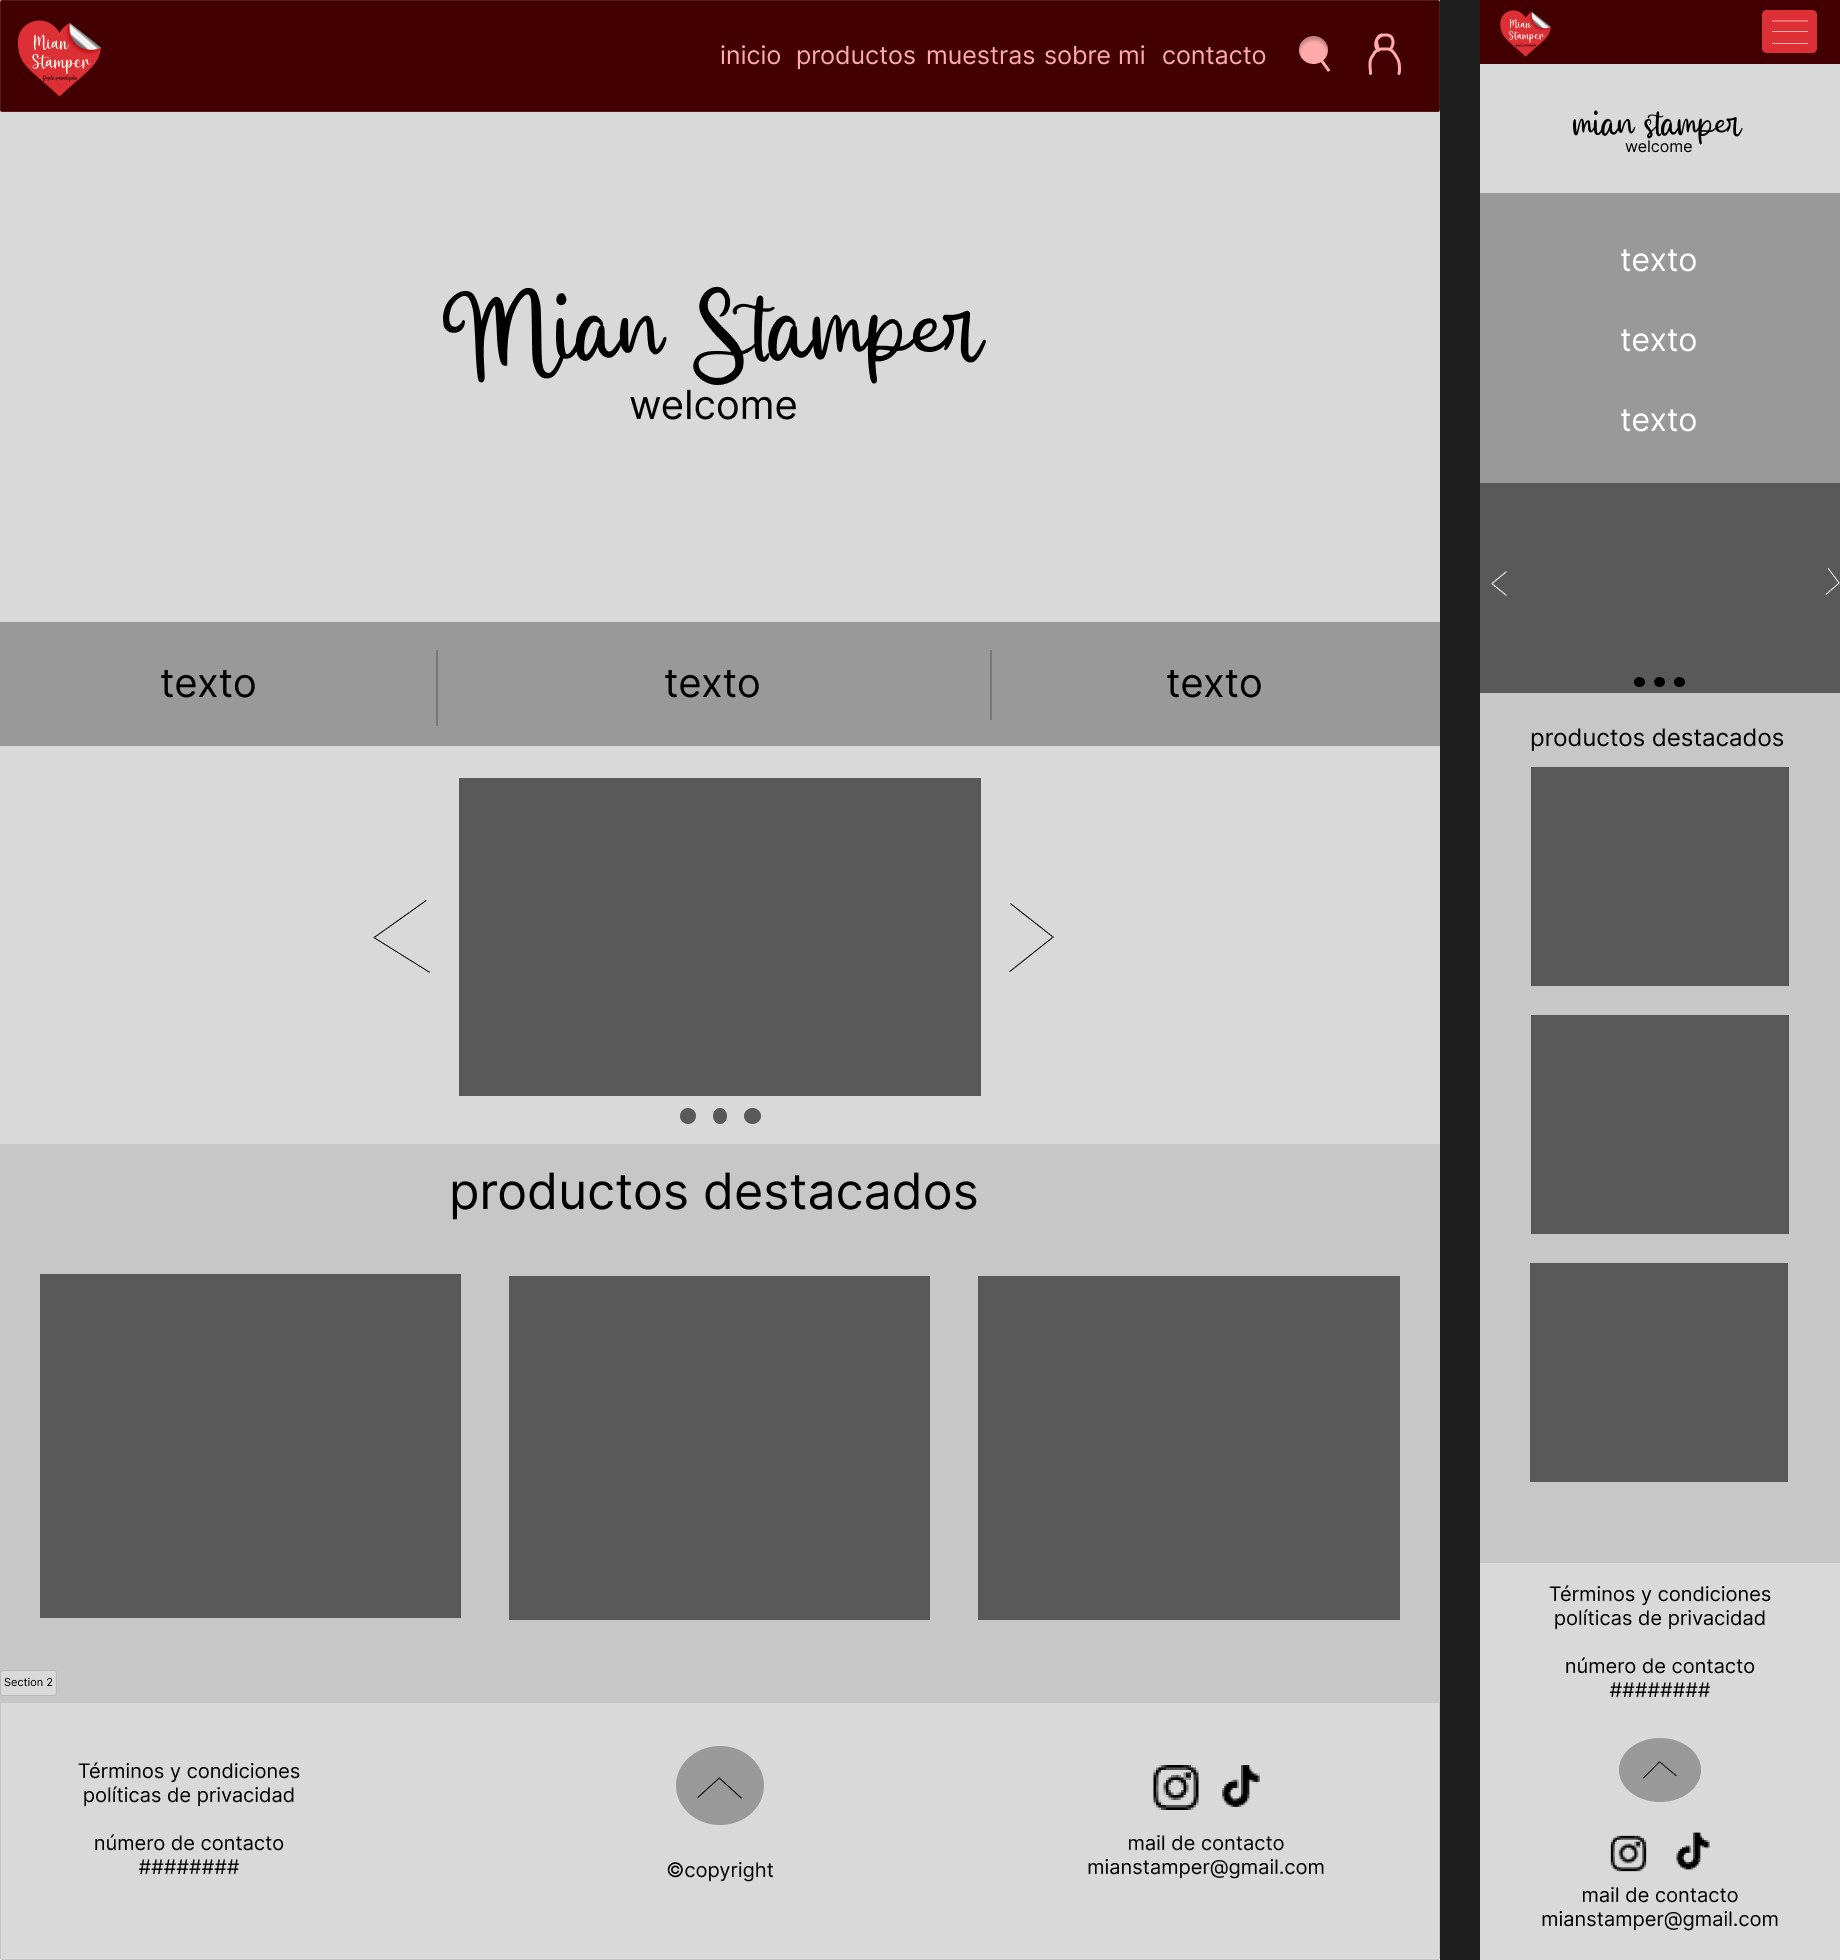 Mian
Stamper
inicio productos muestras sobre mi contacto
Mian Stamper
welcome
texto texto texto
productos destacados
Section 2
Términos y condiciones
políticas de privacidad
número de contacto
########
©copyright
mail de contacto
mianstamper@gmail.com
Mian
Stamper
mian stamper
welcome
texto
texto
texto
productos destacados
Términos y condiciones
políticas de privacidad
número de contacto
########
mail de contacto
mianstamper@gmail.com